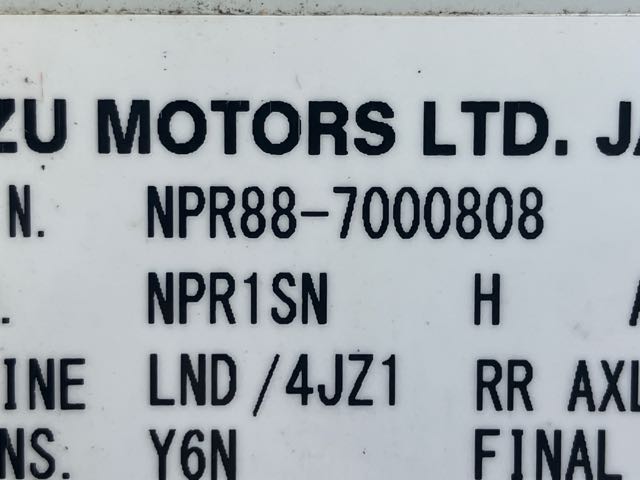 ZU MOTORS LTD. JA
N. NPR88-7000808
. NPR1SN H A
INE LND/4JZ1 RR AXL
NS. Y6N FINAL